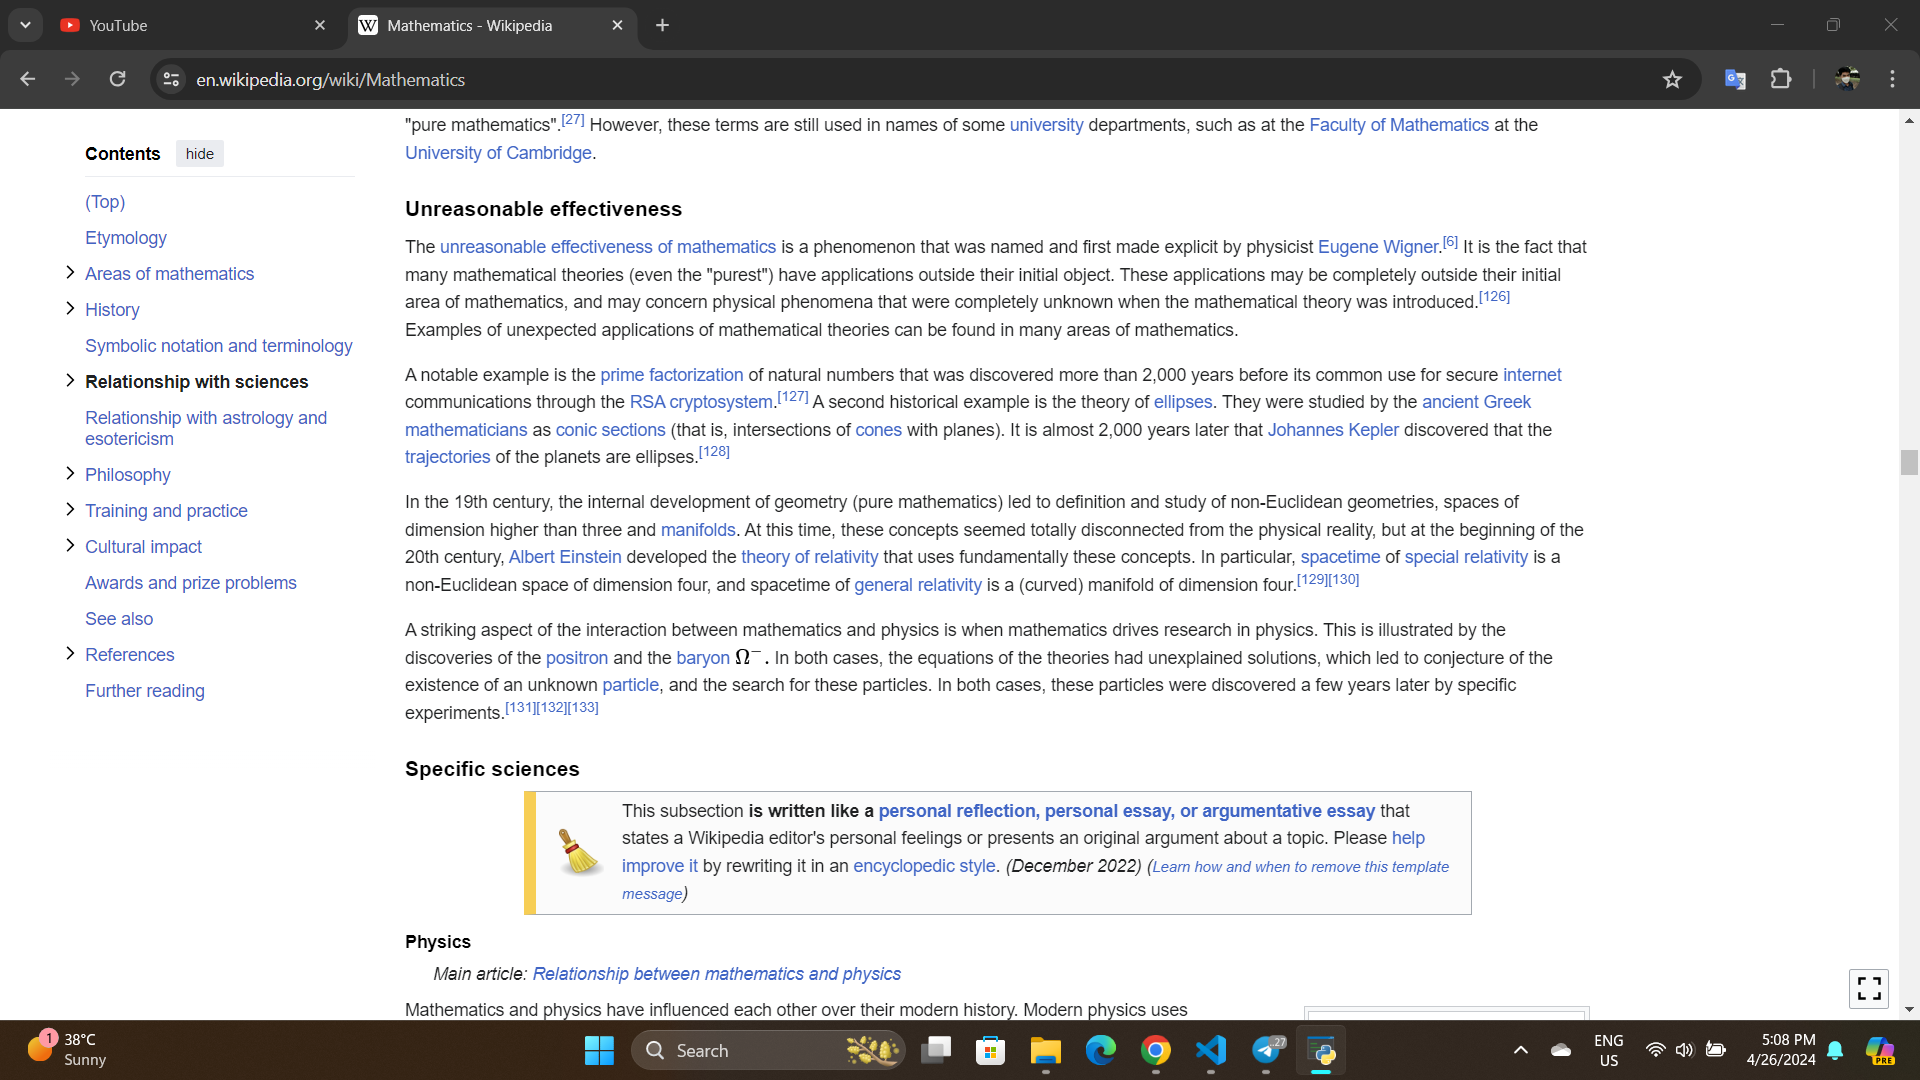 YouTube
Mathematics - Wikipedia
en.wikipedia.org/wiki/Mathematics
Contents hide
(Top)
Etymology
Areas of mathematics
History
Symbolic notation and terminology
Relationship with sciences
Relationship with astrology and
esotericism
Philosophy
Training and practice
Cultural impact
Awards and prize problems
See also
References
Further reading
"pure mathematics".[27] However, these terms are still used in names of some university departments, such as at the Faculty of Mathematics at the
University of Cambridge.
Unreasonable effectiveness
The unreasonable effectiveness of mathematics is a phenomenon that was named and first made explicit by physicist Eugene Wigner.[6] It is the fact that
many mathematical theories (even the "purest") have applications outside their initial object. These applications may be completely outside their initial
area of mathematics, and may concern physical phenomena that were completely unknown when the mathematical theory was introduced.[126]
Examples of unexpected applications of mathematical theories can be found in many areas of mathematics.
A notable example is the prime factorization of natural numbers that was discovered more than 2,000 years before its common use for secure internet
communications through the RSA cryptosystem.[127] A second historical example is the theory of ellipses. They were studied by the ancient Greek
mathematicians as conic sections (that is, intersections of cones with planes). It is almost 2,000 years later that Johannes Kepler discovered that the
trajectories of the planets are ellipses.[128]
In the 19th century, the internal development of geometry (pure mathematics) led to definition and study of non-Euclidean geometries, spaces of
dimension higher than three and manifolds. At this time, these concepts seemed totally disconnected from the physical reality, but at the beginning of the
20th century, Albert Einstein developed the theory of relativity that uses fundamentally these concepts. In particular, spacetime of special relativity is a
non-Euclidean space of dimension four, and spacetime of general relativity is a (curved) manifold of dimension four.[129][130]
A striking aspect of the interaction between mathematics and physics is when mathematics drives research in physics. This is illustrated by the
discoveries of the positron and the baryon Ω⁻. In both cases, the equations of the theories had unexplained solutions, which led to conjecture of the
existence of an unknown particle, and the search for these particles. In both cases, these particles were discovered a few years later by specific
experiments.[131][132][133]
Specific sciences
This subsection is written like a personal reflection, personal essay, or argumentative essay that
states a Wikipedia editor's personal feelings or presents an original argument about a topic. Please help
improve it by rewriting it in an encyclopedic style. (December 2022) (Learn how and when to remove this template
message)
Physics
Main article: Relationship between mathematics and physics
Mathematics and physics have influenced each other over their modern history. Modern physics uses
1
38°C
Sunny
Search
27
PRE
ENG
US
5:08 PM
4/26/2024